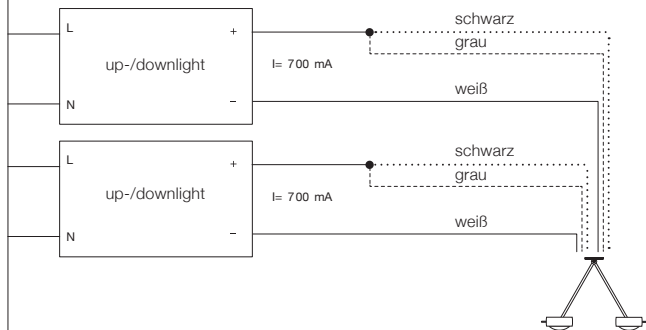 schwarz
L + grau
up-/downlight I= 700 mA
weiß
N −
schwarz
L + grau
up-/downlight I= 700 mA
weiß
N −